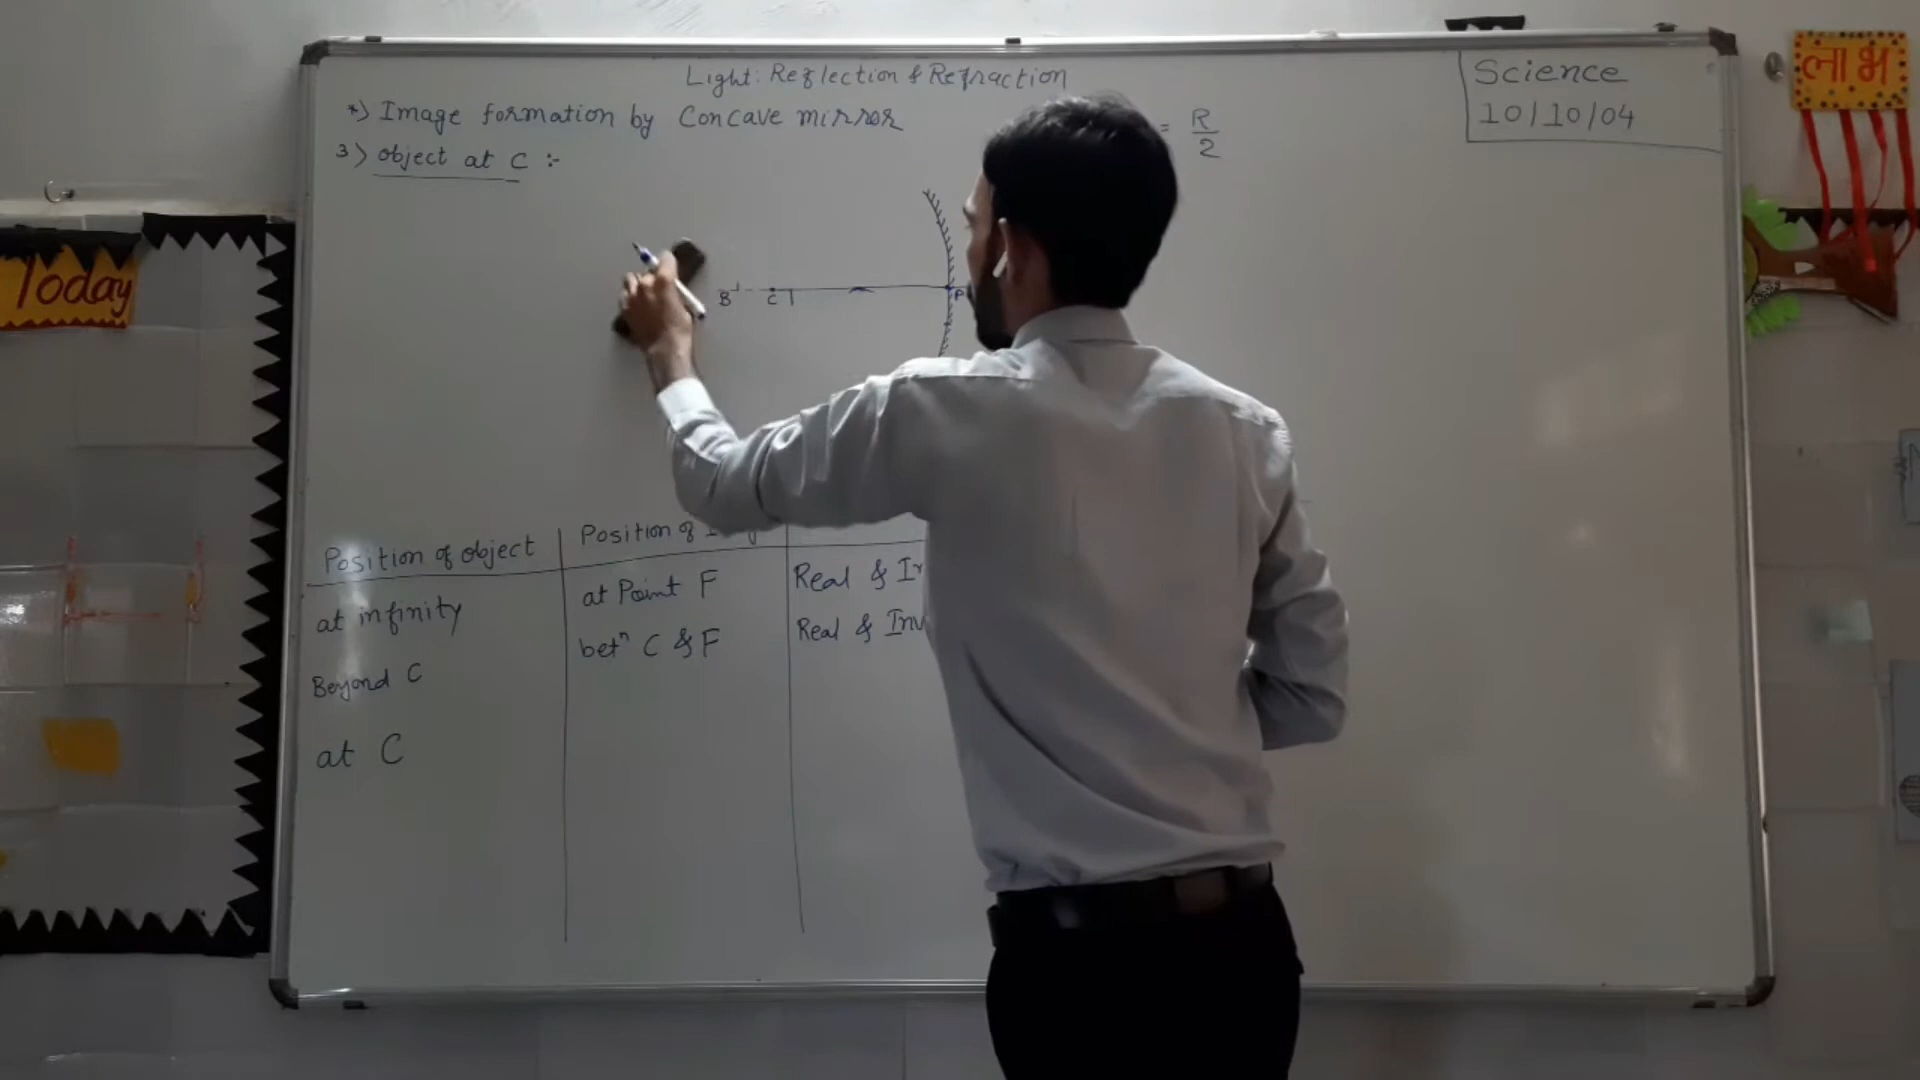 Light: Reflection & Refraction
Science
10/10/04
*) Image formation by Concave mirror
= R/2
3) object at C :-
B C P
Position of object | Position of
at infinity | at Point F | Real &
Beyond C | betⁿ C & F | Real & Inv
at C
Today
लाभ